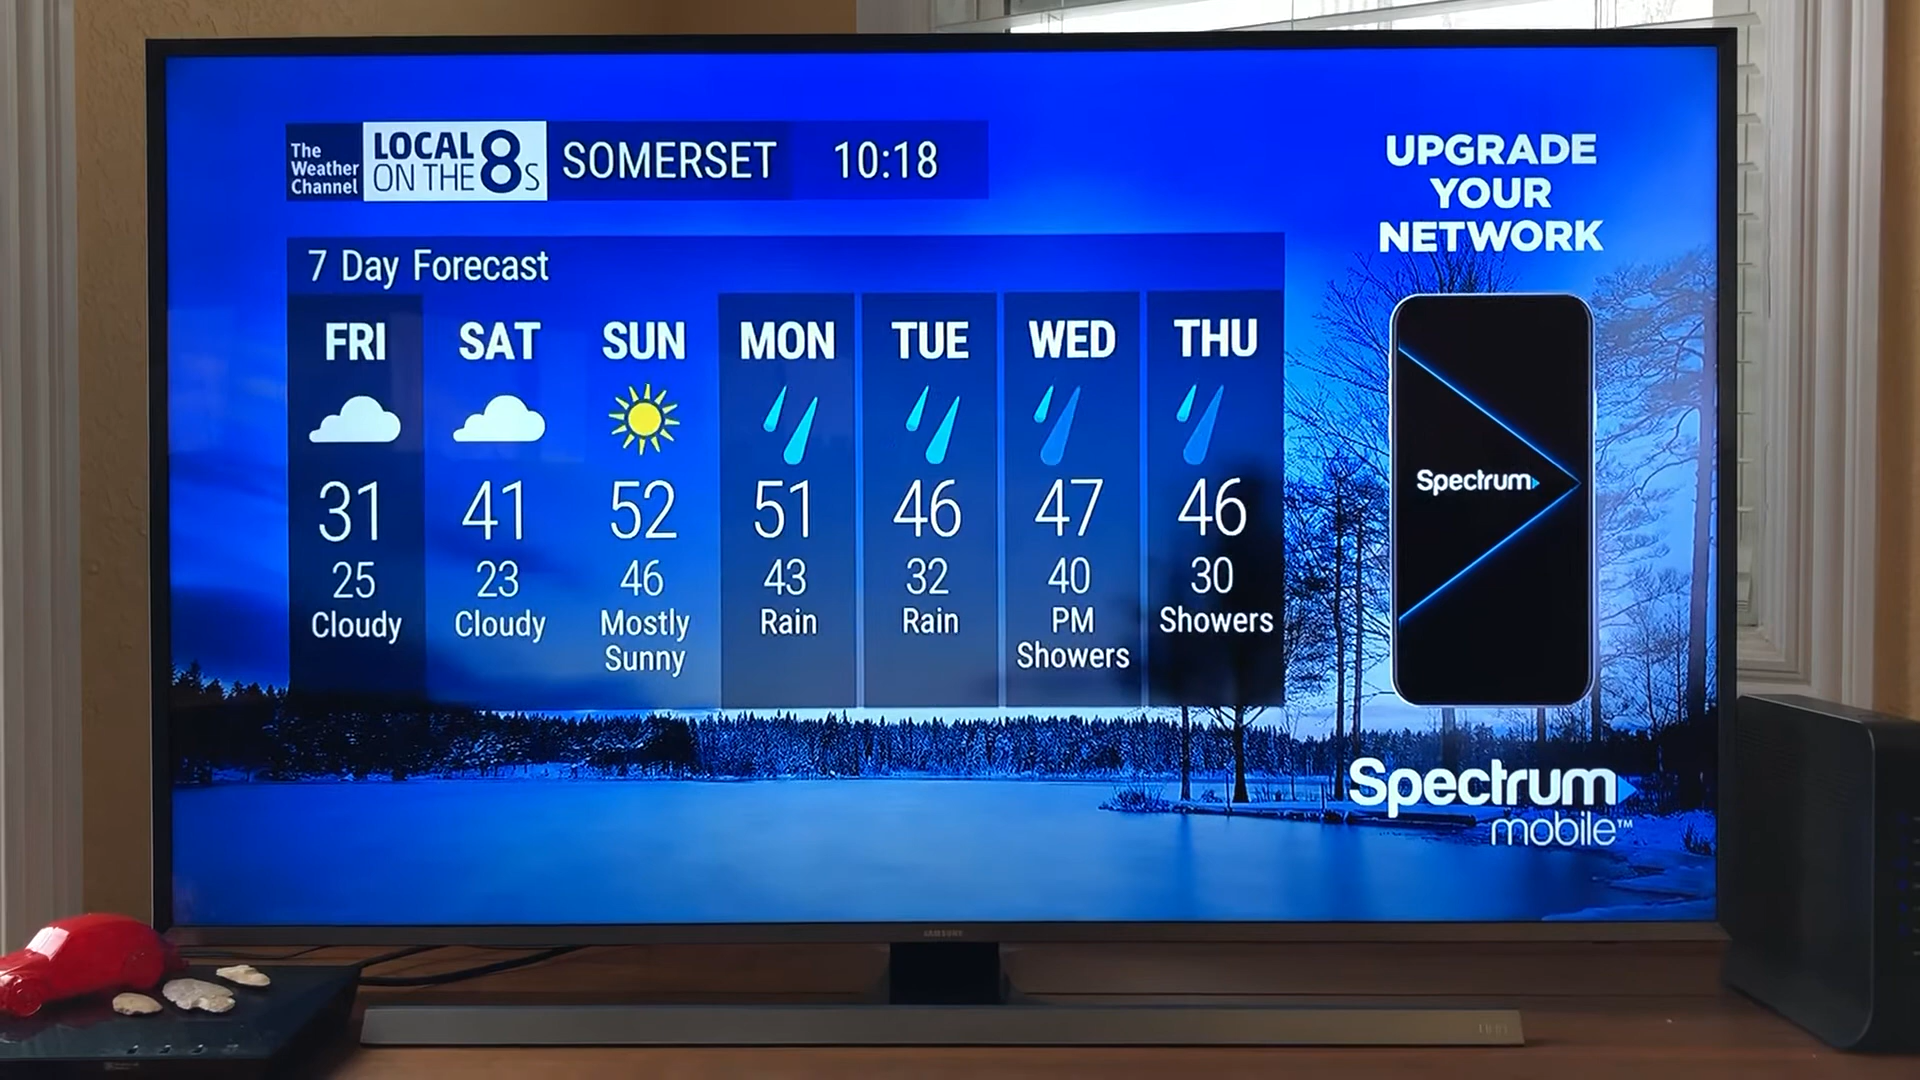 The
Weather
Channel
LOCAL
ON THE 8s
SOMERSET 10:18
UPGRADE
YOUR
NETWORK
7 Day Forecast
FRI SAT SUN MON TUE WED THU
31 41 52 51 46 47 46
25 23 46 43 32 40 30
Cloudy Cloudy Mostly Sunny Rain Rain PM Showers Showers
Spectrum
Spectrum
mobile™
SAMSUNG